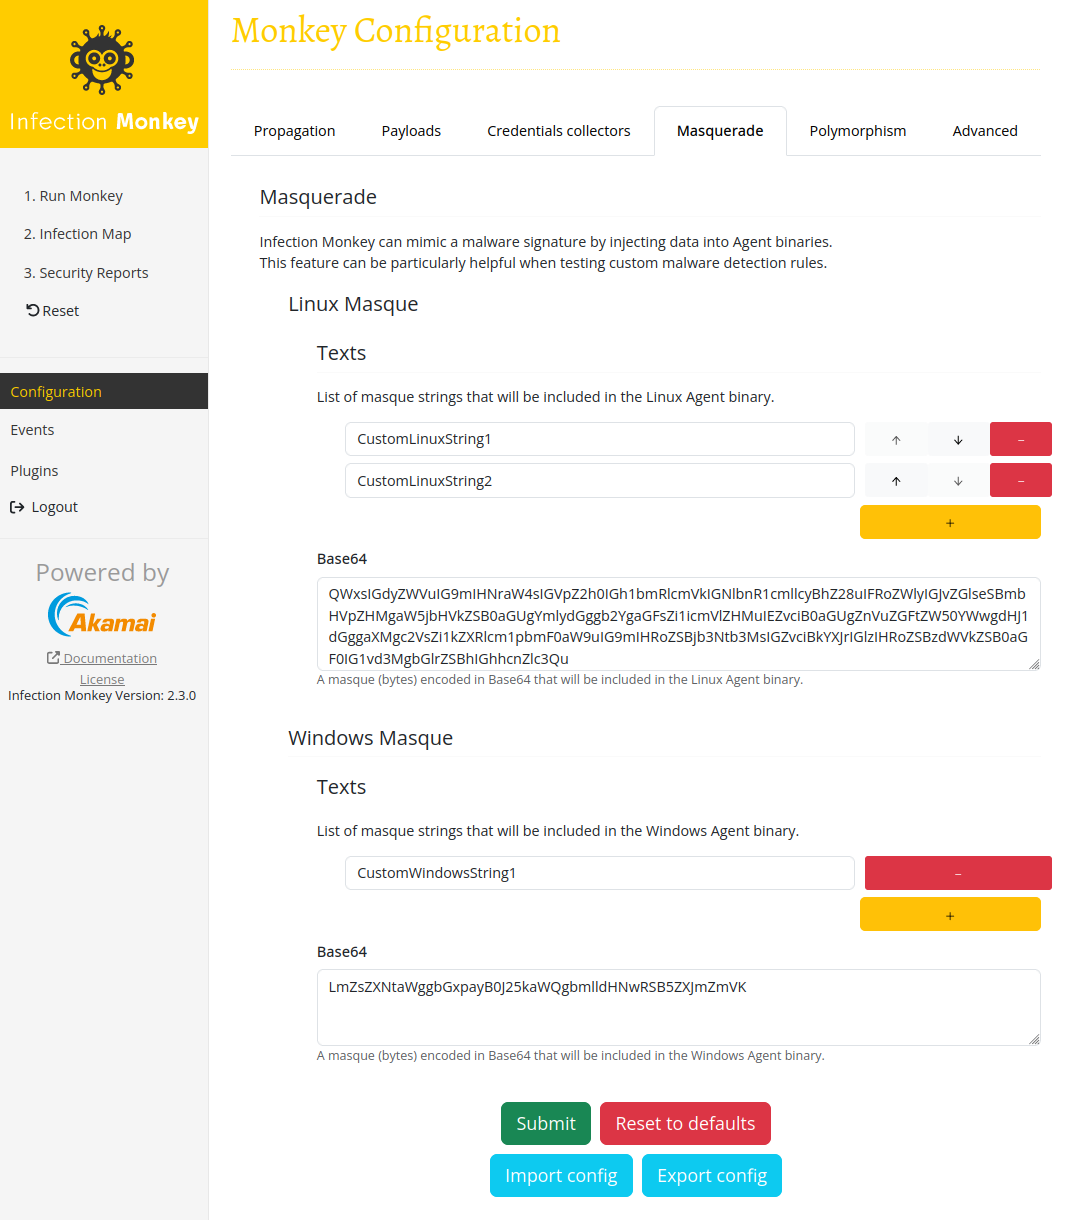 Infection Monkey
1. Run Monkey
2. Infection Map
3. Security Reports
Reset
Configuration
Events
Plugins
Logout
Powered by
Akamai
Documentation
License
Infection Monkey Version: 2.3.0
Monkey Configuration
Propagation Payloads Credentials collectors Masquerade Polymorphism Advanced
Masquerade
Infection Monkey can mimic a malware signature by injecting data into Agent binaries.
This feature can be particularly helpful when testing custom malware detection rules.
Linux Masque
Texts
List of masque strings that will be included in the Linux Agent binary.
CustomLinuxString1 ↑ ↓ −
CustomLinuxString2 ↑ ↓ −
+
Base64
QWxsIGdyZWVuIG9mIHNraW4sIGVpZ2h0IGh1bmRlcmVkIGNlbnR1cmllcyBhZ28uIFRoZWlyIGJvZGlseSBmb
HVpZHMgaW5jbHVkZSB0aGUgYmlydGggb2YgaGFsZi1icmVlZHMuIEZvciB0aGUgZnVuZGFtZW50YWwgdHJ1
dGggaXMgc2VsZi1kZXRlcm1pbmF0aW9uIG9mIHRoZSBjb3Ntb3MsIGZvciBkYXJrIGlzIHRoZSBzdWVkZSB0aG
F0IG1vd3MgbGlrZSBhIGhhcnZlc3Qu
A masque (bytes) encoded in Base64 that will be included in the Linux Agent binary.
Windows Masque
Texts
List of masque strings that will be included in the Windows Agent binary.
CustomWindowsString1 −
+
Base64
LmZsZXNtaWggbGxpayB0J25kaWQgbmlldHNwRSB5ZXJmZmVK
A masque (bytes) encoded in Base64 that will be included in the Windows Agent binary.
Submit Reset to defaults
Import config Export config